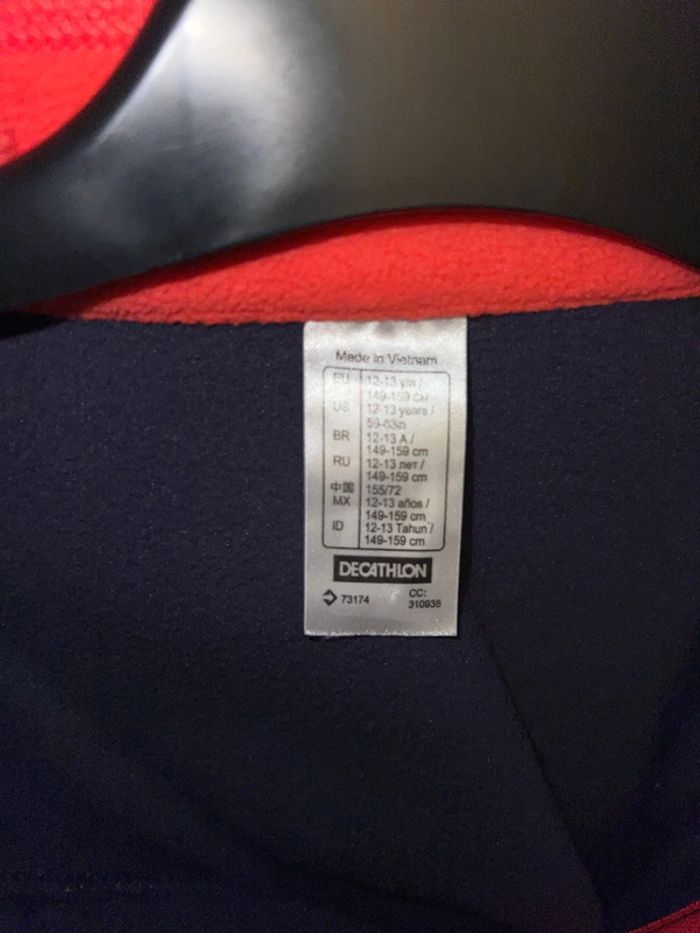 Made in Vietnam
EU 12-13 y/л /
149-159 см
US 12-13 years /
59-63in
BR 12-13 A /
149-159 cm
RU 12-13 лет /
149-159 cm
中国 155/72
MX 12-13 años /
149-159 cm
ID 12-13 Tahun /
149-159 cm
DECATHLON
73174 CC:
310938